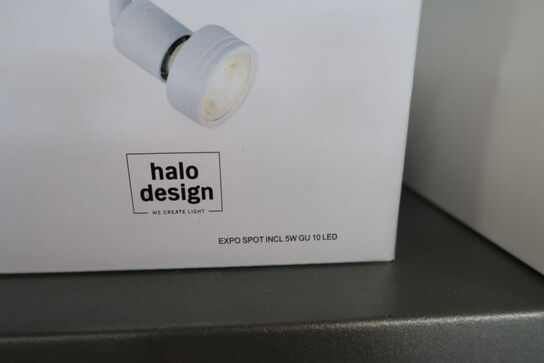 halo
design
WE CREATE LIGHT
EXPO SPOT INCL 5W GU 10 LED